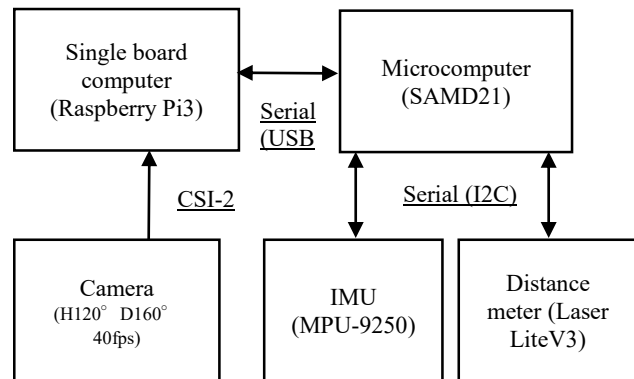 Single board
computer
(Raspberry Pi3)
Microcomputer
(SAMD21)
Serial
(USB
CSI-2
Serial (I2C)
Camera
(H120° D160°
40fps)
IMU
(MPU-9250)
Distance
meter (Laser
LiteV3)